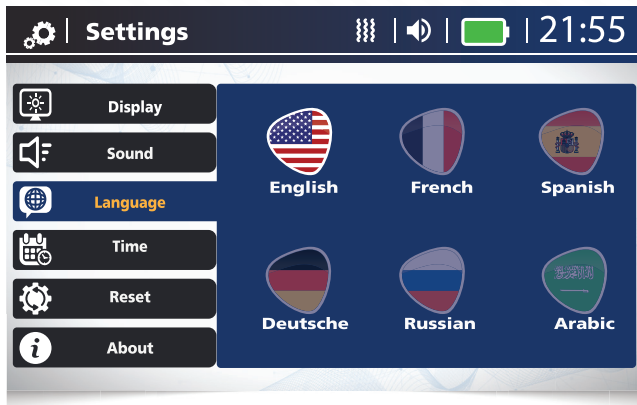 Settings
21:55
Display
Sound
Language
Time
Reset
About
English
French
Spanish
Deutsche
Russian
Arabic